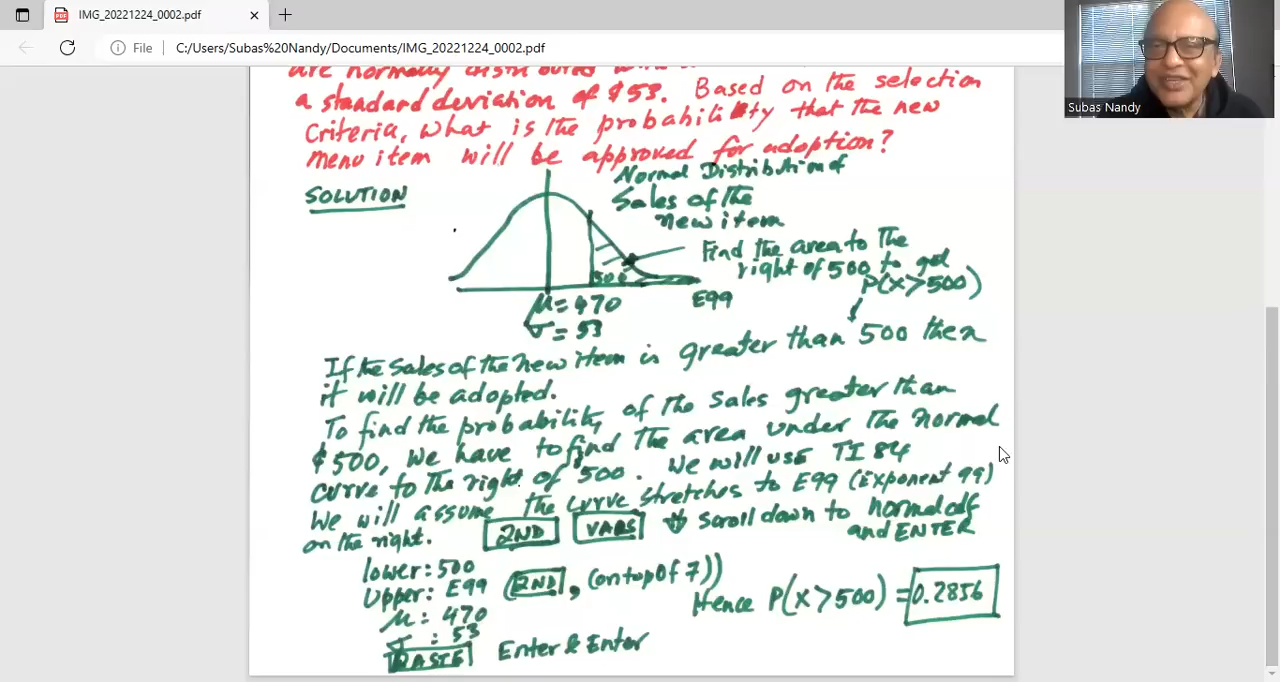 IMG_20221224_0002.pdf
File C:/Users/Subas%20Nandy/Documents/IMG_20221224_0002.pdf
Subas Nandy
are normally distributed with
a standard deviation of $53. Based on the selection
criteria, what is the probability that the new
menu item will be approved for adoption?
SOLUTION
Normal Distribution of
Sales of the
new item
Find the area to the
right of 500 to get
P(x>500)
500
μ=470
E99
σ=53
If the sales of the new item is greater than 500 then
it will be adopted.
To find the probability of the sales greater than
$500, we have to find the area under the normal
curve to the right of 500. We will use TI 84
We will assume the curve stretches to E99 (Exponent 99)
on the right. 2ND VARS ⇓ Scroll down to normalcdf
and ENTER
lower: 500
Upper: E99 (2ND , (on top of 7))
μ: 470
σ: 53
PASTE Enter & Enter
Hence P(x>500) = 0.2856